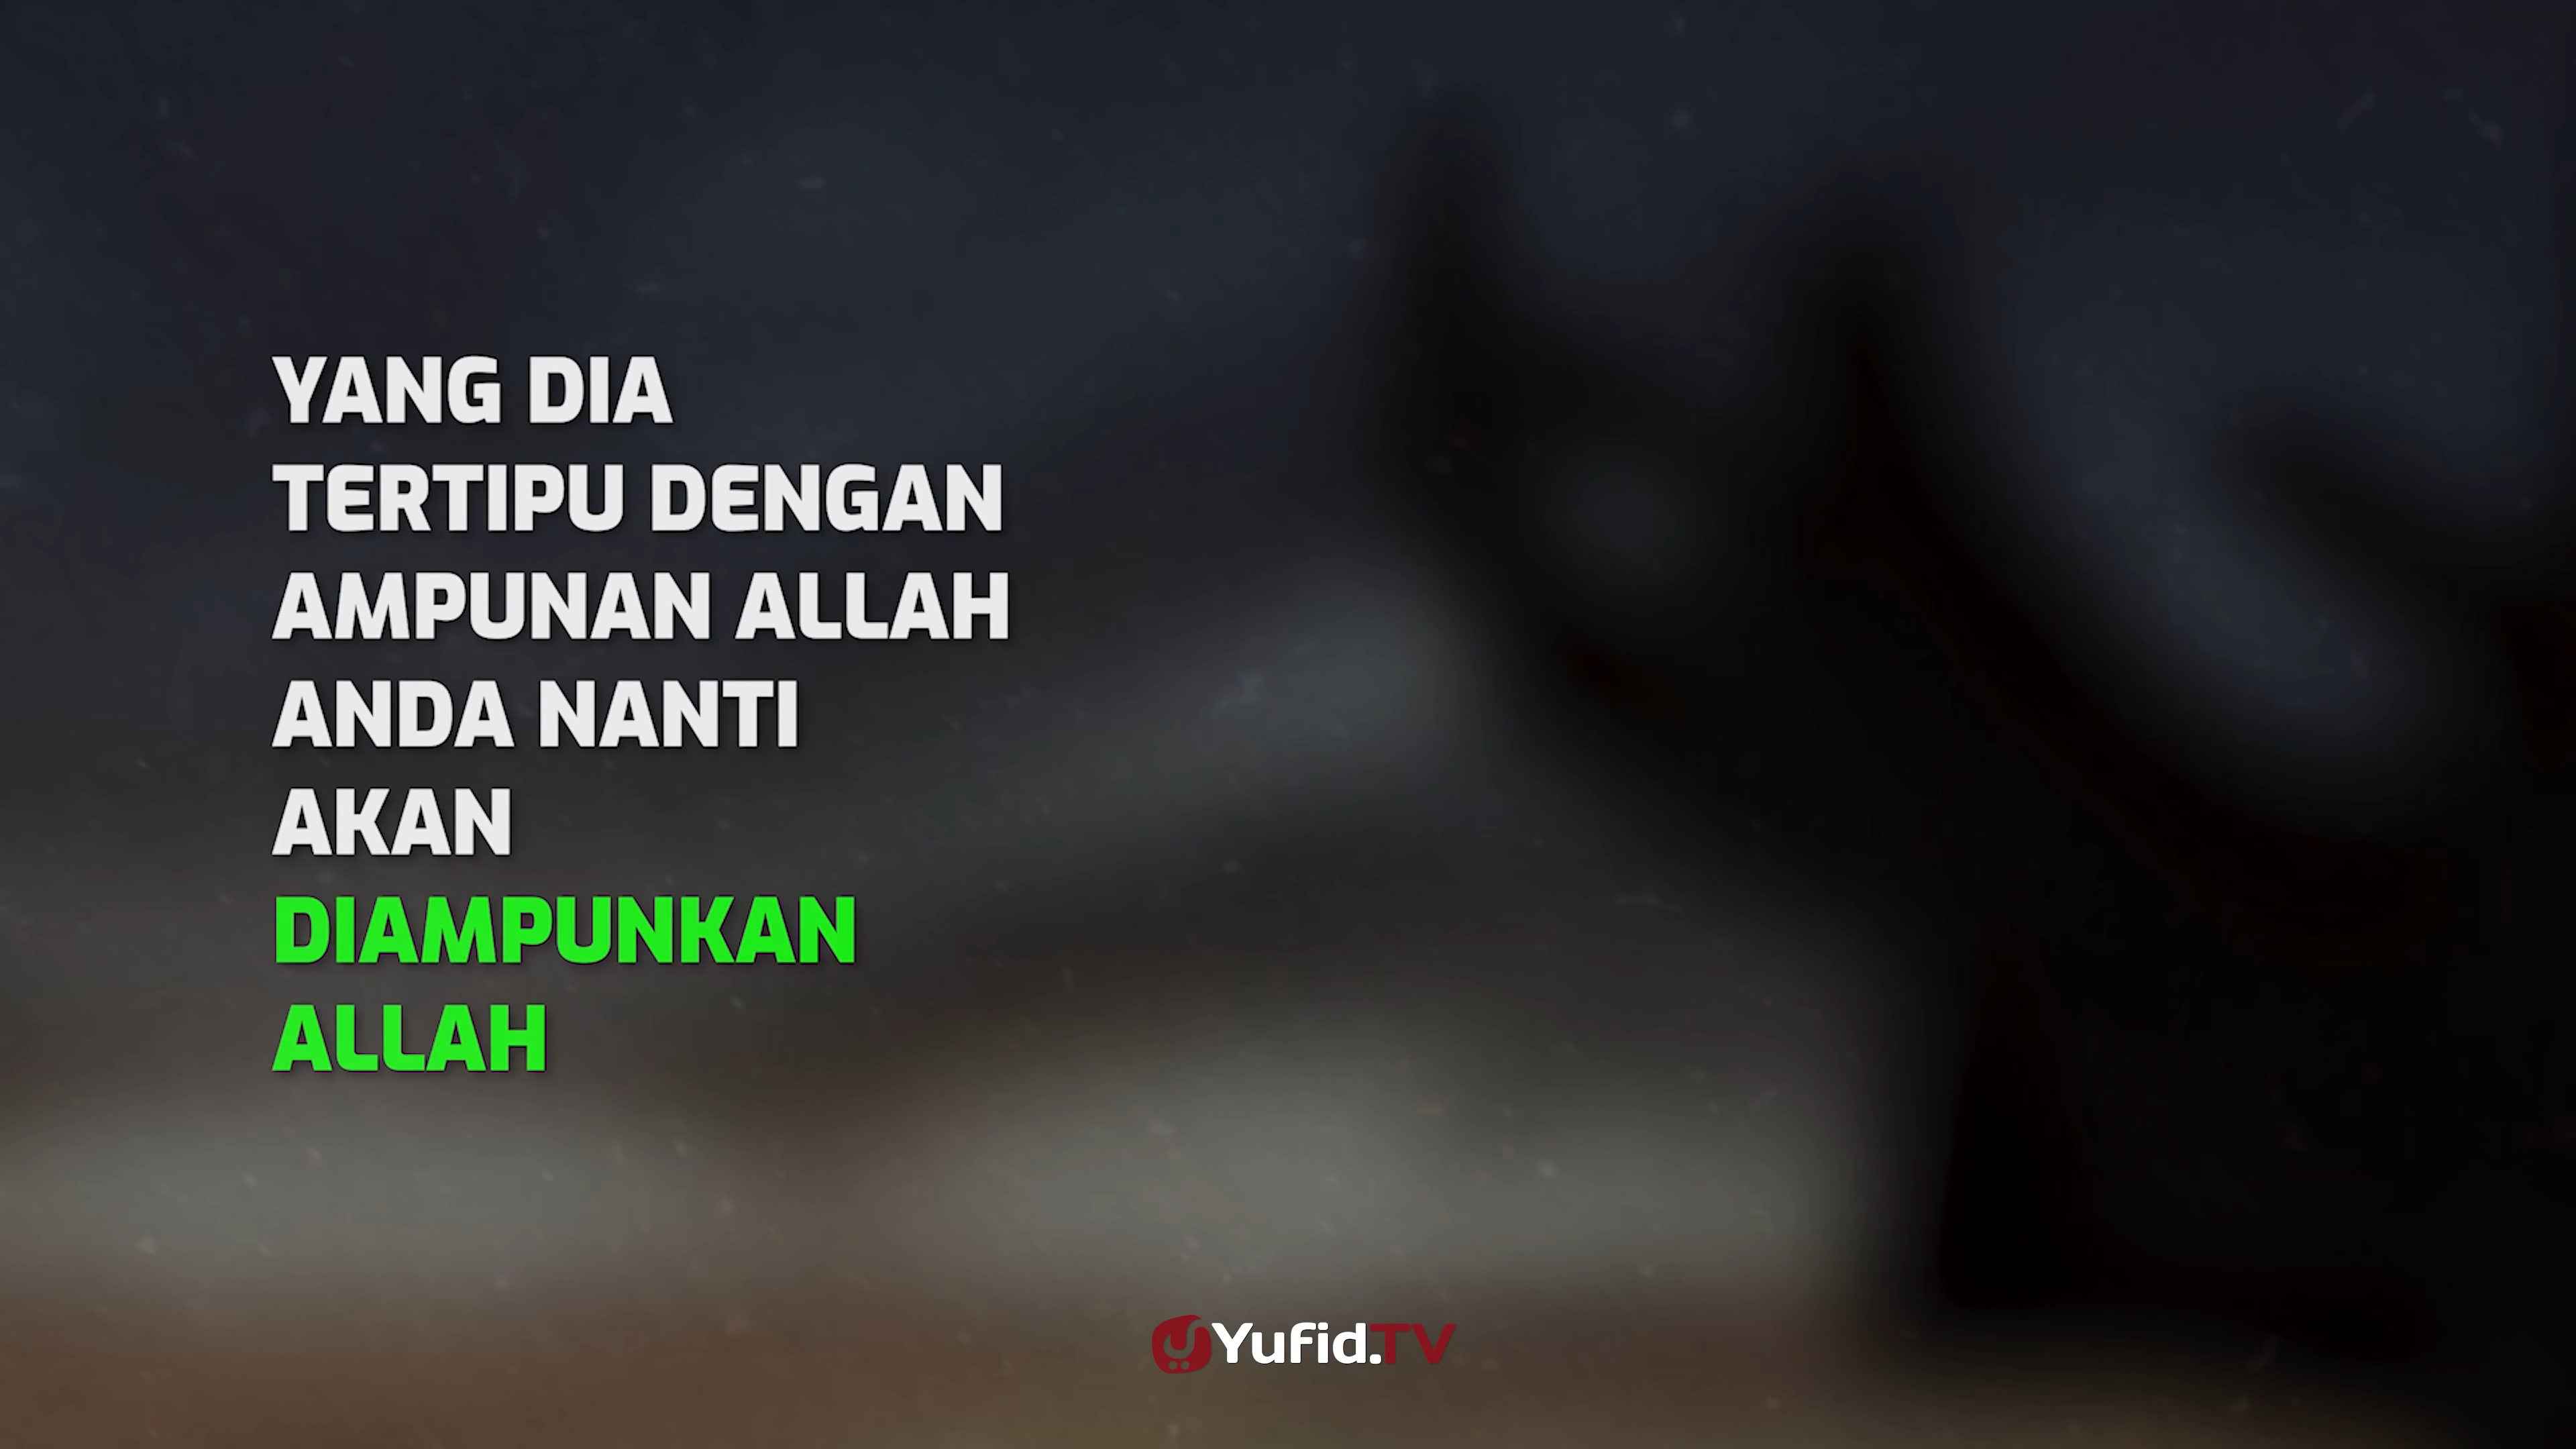 YANG DIA
TERTIPU DENGAN
AMPUNAN ALLAH
ANDA NANTI
AKAN
DIAMPUNKAN
ALLAH
Yufid.TV